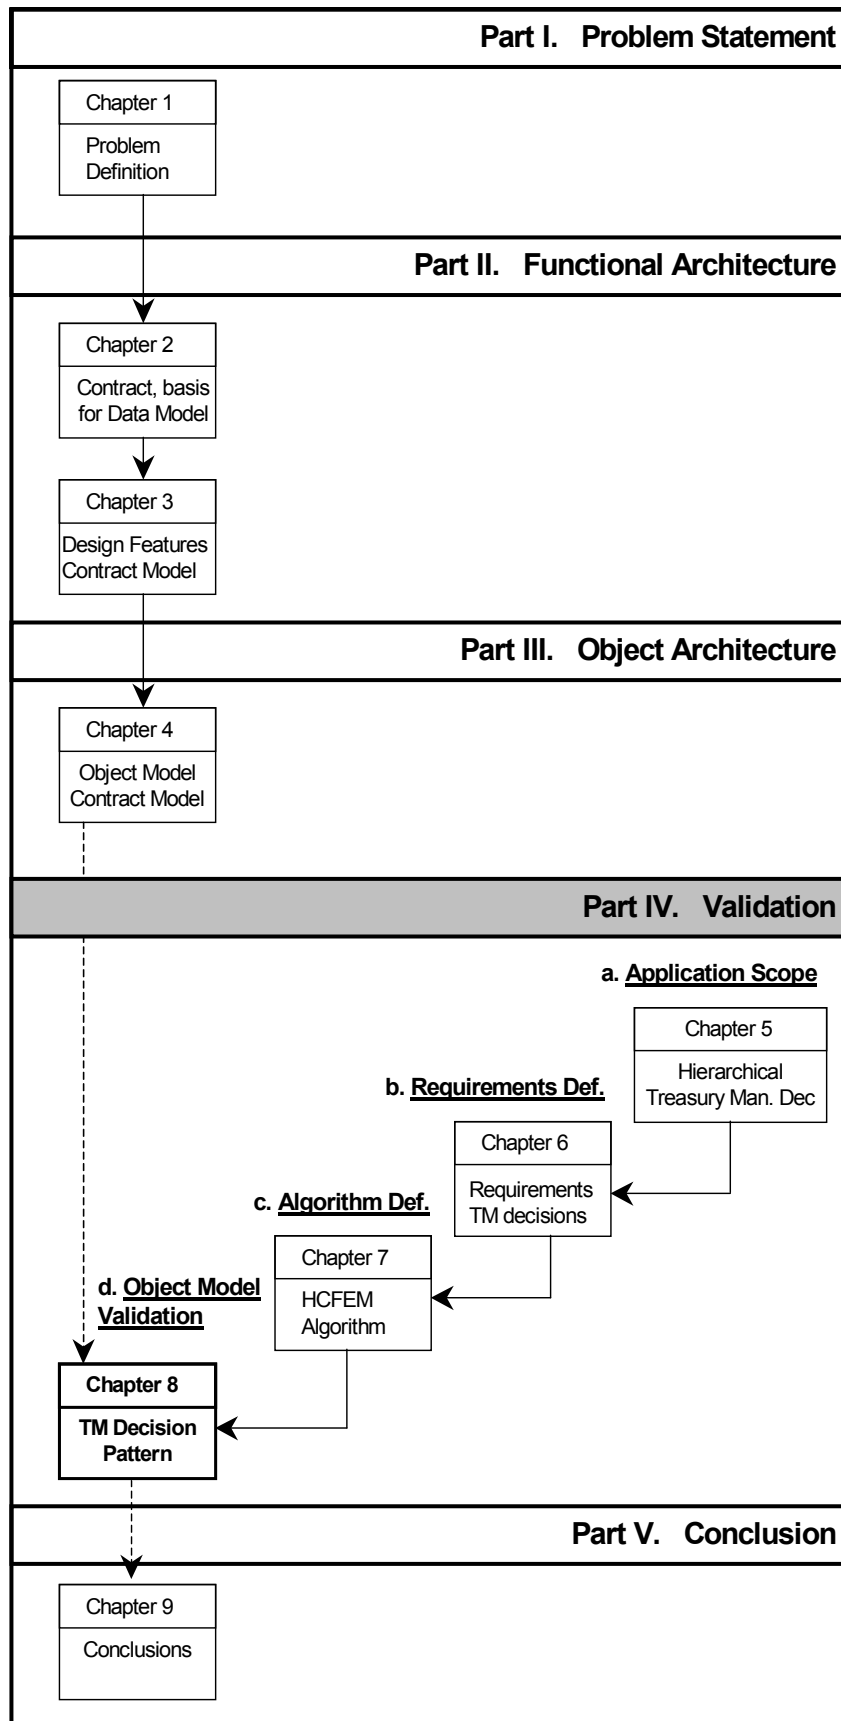 Part I. Problem Statement
Chapter 1
Problem
Definition
Part II. Functional Architecture
Chapter 2
Contract, basis
for Data Model
Chapter 3
Design Features
Contract Model
Part III. Object Architecture
Chapter 4
Object Model
Contract Model
Part IV. Validation
a. Application Scope
Chapter 5
Hierarchical
Treasury Man. Dec
b. Requirements Def.
Chapter 6
Requirements
TM decisions
c. Algorithm Def.
Chapter 7
HCFEM
Algorithm
d. Object Model
Validation
Chapter 8
TM Decision
Pattern
Part V. Conclusion
Chapter 9
Conclusions